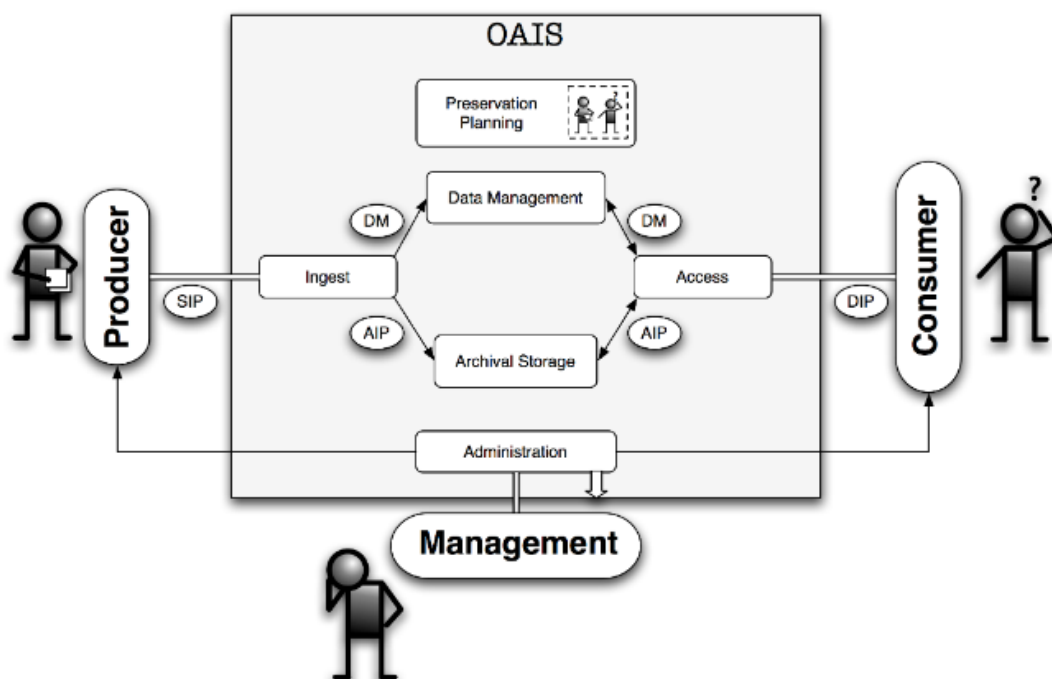 OAIS
Preservation
Planning
?
?
Data Management
DM
DM
Producer
Consumer
Ingest
Access
SIP
DIP
AIP
AIP
Archival Storage
Administration
Management